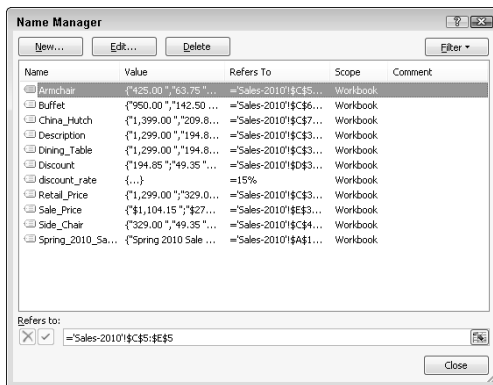 Name Manager
New... Edit... Delete Filter
Name Value Refers To Scope Comment
Armchair {"425.00 ","63.75 "... ='Sales-2010'!$C$5... Workbook
Buffet {"950.00 ","142.50 ... ='Sales-2010'!$C$6... Workbook
China_Hutch {"1,399.00 ","209.8... ='Sales-2010'!$C$3... Workbook
Description {"1,299.00 ","194.8... ='Sales-2010'!$C$3... Workbook
Dining_Table {"1,299.00 ","194.8... ='Sales-2010'!$C$3... Workbook
Discount {"194.85 ";"49.35 "... ='Sales-2010'!$D$3... Workbook
discount_rate {...} =15% Workbook
Retail_Price {"1,299.00 ";"329.0... ='Sales-2010'!$C$3... Workbook
Sale_Price {"$1,104.15 ";"$27... ='Sales-2010'!$E$3... Workbook
Side_Chair {"329.00 ","49.35 "... ='Sales-2010'!$C$4... Workbook
Spring_2010_Sa... {"Spring 2010 Sale ... ='Sales-2010'!$A$1... Workbook
Refers to:
='Sales-2010'!$C$5:$E$5
Close